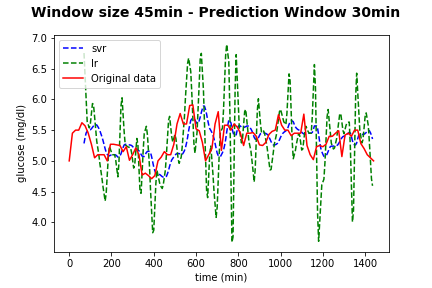 Window size 45min - Prediction Window 30min
svr
lr
Original data
glucose (mg/dl)
7.0
6.5
6.0
5.5
5.0
4.5
4.0
0 200 400 600 800 1000 1200 1400
time (min)